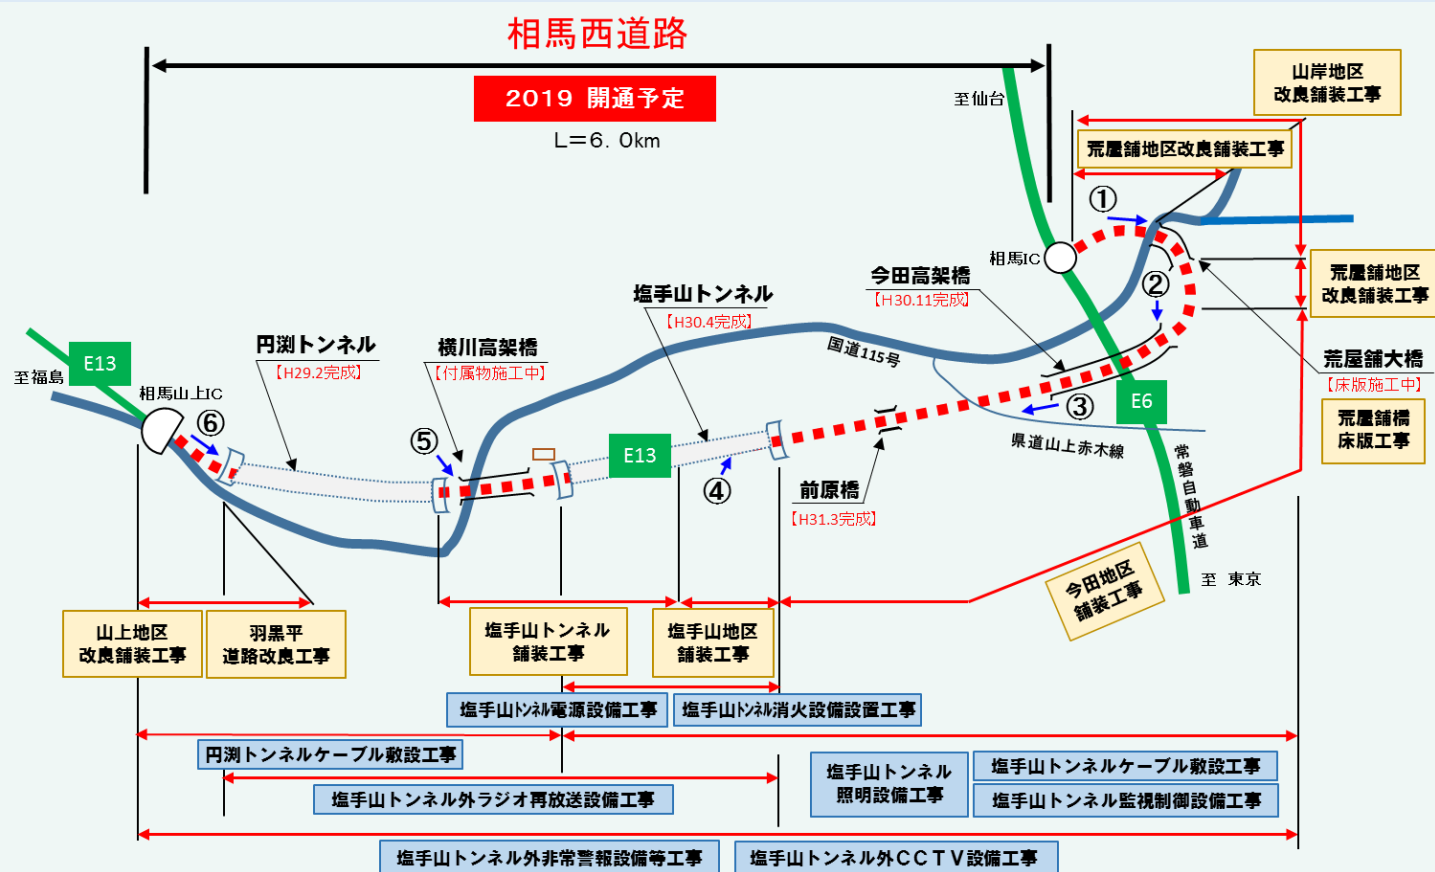 相馬西道路
2019 開通予定
L=6.0km
至仙台
山岸地区
改良舗装工事
荒屋舗地区改良舗装工事
①
相馬IC
②
荒屋舗地区
改良舗装工事
今田高架橋
【H30.11完成】
塩手山トンネル
【H30.4完成】
円渕トンネル
【H29.2完成】
横川高架橋
【付属物施工中】
国道115号
荒屋舗大橋
【床版施工中】
荒屋舗橋
床版工事
E13
至福島
相馬山上IC
⑥
⑤
E13
④
③
E6
県道山上赤木線
前原橋
【H31.3完成】
常磐自動車道
至 東京
今田地区
舗装工事
山上地区
改良舗装工事
羽黒平
道路改良工事
塩手山トンネル
舗装工事
塩手山地区
舗装工事
塩手山トンネル電源設備工事
塩手山トンネル消火設備設置工事
円渕トンネルケーブル敷設工事
塩手山トンネル外ラジオ再放送設備工事
塩手山トンネル
照明設備工事
塩手山トンネルケーブル敷設工事
塩手山トンネル監視制御設備工事
塩手山トンネル外非常警報設備等工事
塩手山トンネル外CCTV設備工事